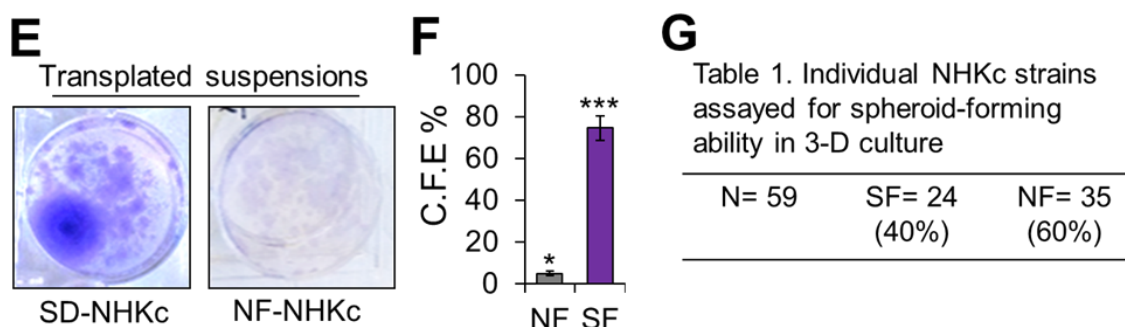 E
Transplated suspensions
SD-NHKc
NF-NHKc
F
C.F.E %
100
80
60
40
20
0
*
***
NF SF
G
Table 1. Individual NHKc strains
assayed for spheroid-forming
ability in 3-D culture
N= 59
SF= 24
(40%)
NF= 35
(60%)